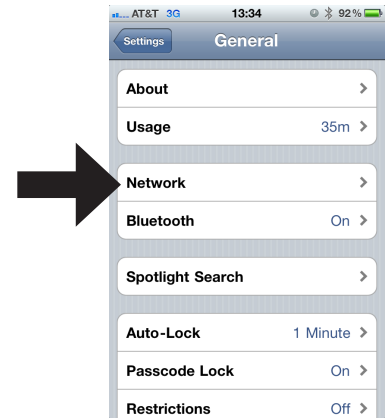 AT&T 3G 13:34 92%
Settings General
About
Usage 35m
Network
Bluetooth On
Spotlight Search
Auto-Lock 1 Minute
Passcode Lock On
Restrictions Off